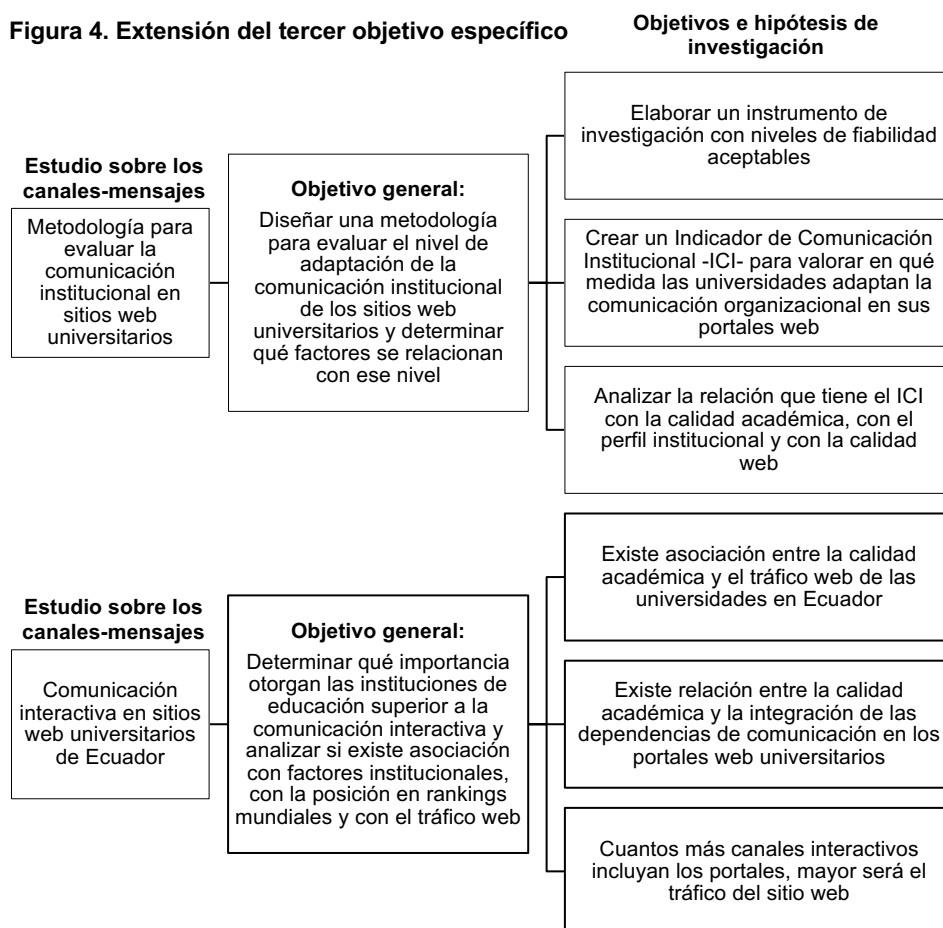 Figura 4. Extensión del tercer objetivo específico
Objetivos e hipótesis de
investigación
Estudio sobre los
canales-mensajes
Metodología para
evaluar la
comunicación
institucional en
sitios web
universitarios
Objetivo general:
Diseñar una metodología
para evaluar el nivel de
adaptación de la
comunicación institucional
de los sitios web
universitarios y determinar
qué factores se relacionan
con ese nivel
Elaborar un instrumento de
investigación con niveles de fiabilidad
aceptables
Crear un Indicador de Comunicación
Institucional -ICI- para valorar en qué
medida las universidades adaptan la
comunicación organizacional en sus
portales web
Analizar la relación que tiene el ICI
con la calidad académica, con el
perfil institucional y con la calidad
web
Estudio sobre los
canales-mensajes
Comunicación
interactiva en sitios
web universitarios
de Ecuador
Objetivo general:
Determinar qué importancia
otorgan las instituciones de
educación superior a la
comunicación interactiva y
analizar si existe asociación
con factores institucionales,
con la posición en rankings
mundiales y con el tráfico web
Existe asociación entre la calidad
académica y el tráfico web de las
universidades en Ecuador
Existe relación entre la calidad
académica y la integración de las
dependencias de comunicación en los
portales web universitarios
Cuantos más canales interactivos
incluyan los portales, mayor será el
tráfico del sitio web